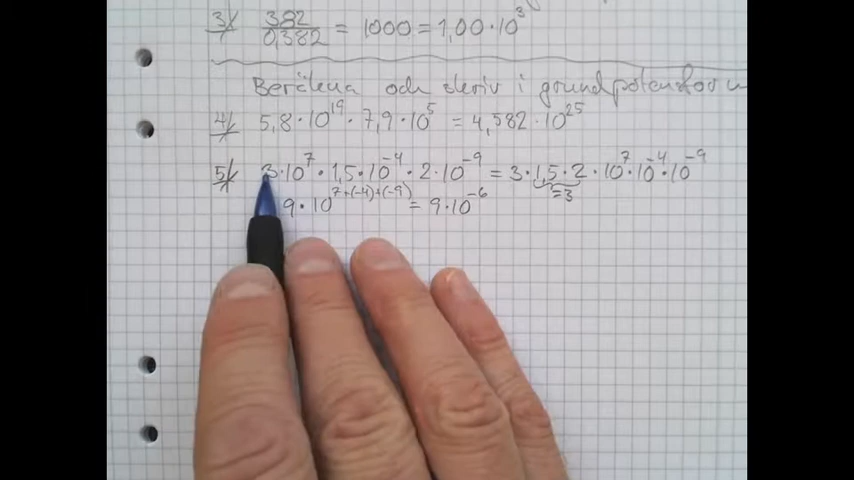 3/ 382/0,382 = 1000 = 1,00·10³
Beräkna och skriv i grundpotensform
4/ 5,8·10¹⁹·7,9·10⁵ = 4,582·10²⁵
5/ 3·10⁷·1,5·10⁻⁴·2·10⁻⁹ = 3·1,5·2·10⁷·10⁻⁴·10⁻⁹
=3
9·10⁷⁺⁽⁻⁴⁾⁺⁽⁻⁹⁾ = 9·10⁻⁶